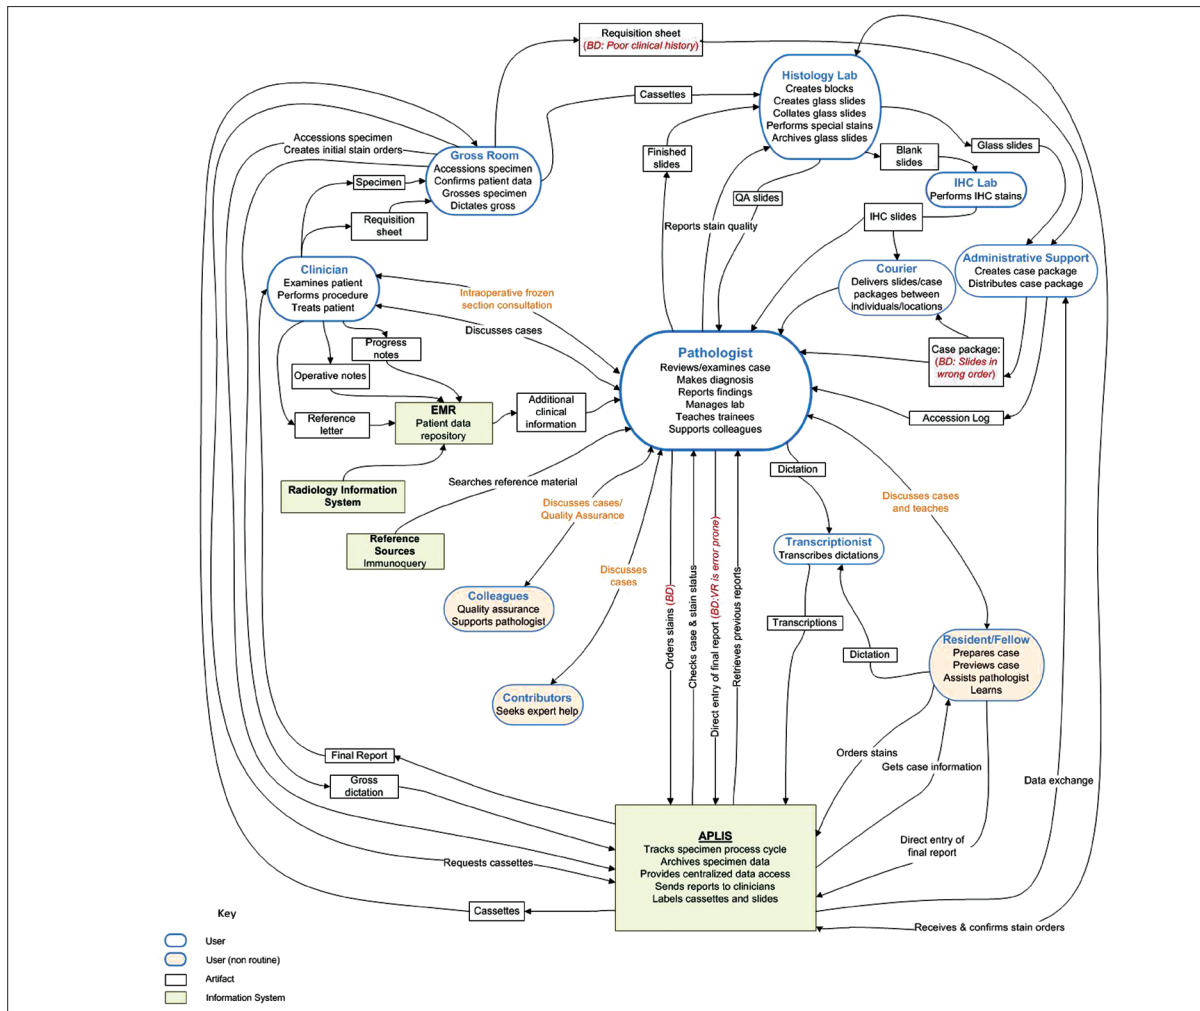 Requisition sheet
(BD: Poor clinical history)
Histology Lab
Creates blocks
Creates glass slides
Collates glass slides
Performs special stains
Archives glass slides
Cassettes
Accessions specimen
Creates initial stain orders
Gross Room
Accessions specimen
Confirms patient data
Grosses specimen
Dictates gross
Finished
slides
Blank
slides
Glass slides
Specimen
IHC Lab
Performs IHC stains
QA slides
Requisition
sheet
Reports stain quality
IHC slides
Clinician
Examines patient
Performs procedure
Treats patient
Intraoperative frozen
section consultation
Courier
Delivers slides/case
packages between
individuals/locations
Administrative Support
Creates case package
Distributes case package
Discusses cases
Progress
notes
Operative notes
Pathologist
Reviews/examines case
Makes diagnosis
Reports findings
Manages lab
Teaches trainees
Supports colleagues
Case package:
(BD: Slides in
wrong order)
Reference
letter
EMR
Patient data
repository
Additional
clinical
information
Accession Log
Radiology Information
System
Searches reference material
Dictation
Discusses cases
and teaches
Discusses cases/
Quality Assurance
Reference
Sources
Immunoquery
Transcriptionist
Transcribes dictations
Discusses
cases
Colleagues
Quality assurance
Supports pathologist
Orders stains (BD)
Checks case & stain status
Direct entry of final report (BD:VR is error prone)
Retrieves previous reports
Transcriptions
Dictation
Resident/Fellow
Prepares case
Previews case
Assists pathologist
Learns
Contributors
Seeks expert help
Final Report
Gross
dictation
Orders stains
Gets case information
Data exchange
APLIS
Tracks specimen process cycle
Archives specimen data
Provides centralized data access
Sends reports to clinicians
Labels cassettes and slides
Direct entry of
final report
Requests cassettes
Cassettes
Receives & confirms stain orders
Key
User
User (non routine)
Artifact
Information System